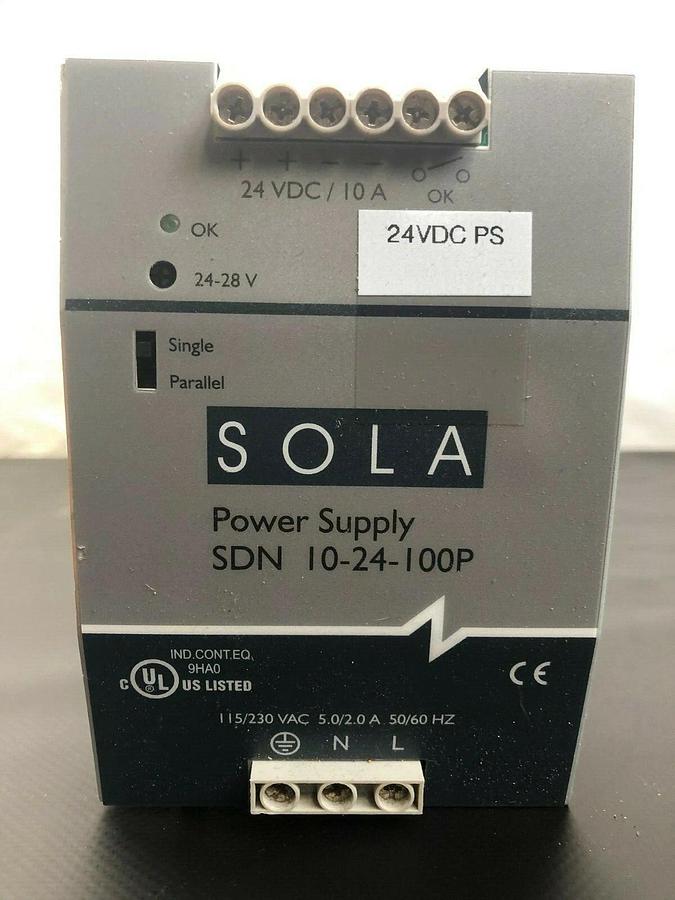 + + – –
24 VDC / 10 A
OK
OK
24VDC PS
24-28 V
Single
Parallel
SOLA
Power Supply
SDN 10-24-100P
IND.CONT.EQ.
9HA0
C UL US LISTED
®
CE
115/230 VAC 5.0/2.0 A 50/60 HZ
N L